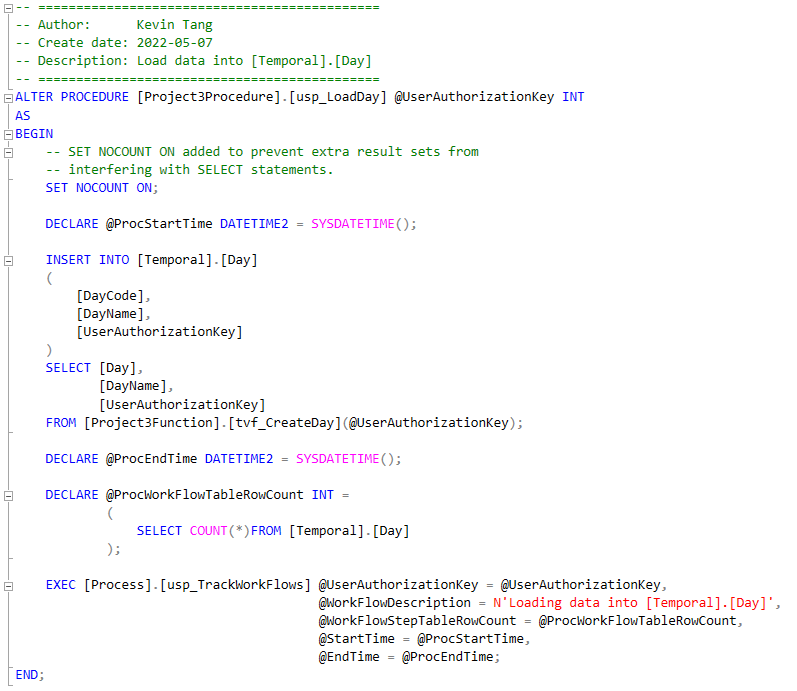 -- =============================================
-- Author:      Kevin Tang
-- Create date: 2022-05-07
-- Description: Load data into [Temporal].[Day]
-- =============================================
ALTER PROCEDURE [Project3Procedure].[usp_LoadDay] @UserAuthorizationKey INT
AS
BEGIN
    -- SET NOCOUNT ON added to prevent extra result sets from
    -- interfering with SELECT statements.
    SET NOCOUNT ON;

    DECLARE @ProcStartTime DATETIME2 = SYSDATETIME();

    INSERT INTO [Temporal].[Day]
    (
        [DayCode],
        [DayName],
        [UserAuthorizationKey]
    )
    SELECT [Day],
           [DayName],
           [UserAuthorizationKey]
    FROM [Project3Function].[tvf_CreateDay](@UserAuthorizationKey);

    DECLARE @ProcEndTime DATETIME2 = SYSDATETIME();

    DECLARE @ProcWorkFlowTableRowCount INT =
            (
                SELECT COUNT(*)FROM [Temporal].[Day]
            );

    EXEC [Process].[usp_TrackWorkFlows] @UserAuthorizationKey = @UserAuthorizationKey,
                                        @WorkFlowDescription = N'Loading data into [Temporal].[Day]',
                                        @WorkFlowStepTableRowCount = @ProcWorkFlowTableRowCount,
                                        @StartTime = @ProcStartTime,
                                        @EndTime = @ProcEndTime;
END;